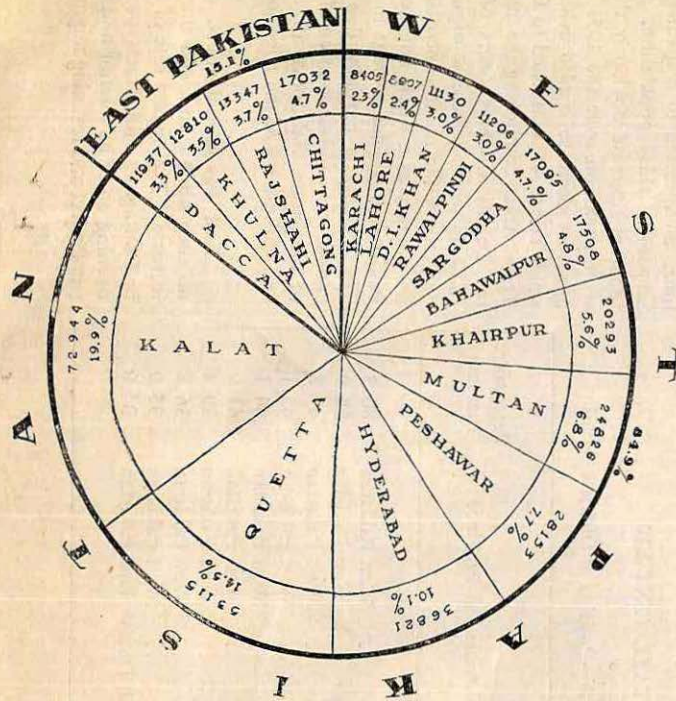 EAST PAKISTAN
15.1%
WEST PAKISTAN
84.9%
8405
2.3%
KARACHI
8907
2.4%
LAHORE
11130
3.0%
D.I. KHAN
11206
3.0%
RAWALPINDI
17095
4.7%
SARGODHA
17508
4.8%
BAHAWALPUR
20293
5.6%
KHAIRPUR
24826
6.8%
MULTAN
28153
7.7%
PESHAWAR
36821
10.1%
HYDERABAD
53115
14.5%
QUETTA
72944
19.9%
KALAT
11937
3.3%
DACCA
12810
3.5%
KHULNA
13347
3.7%
RAJSHAHI
17032
4.7%
CHITTAGONG